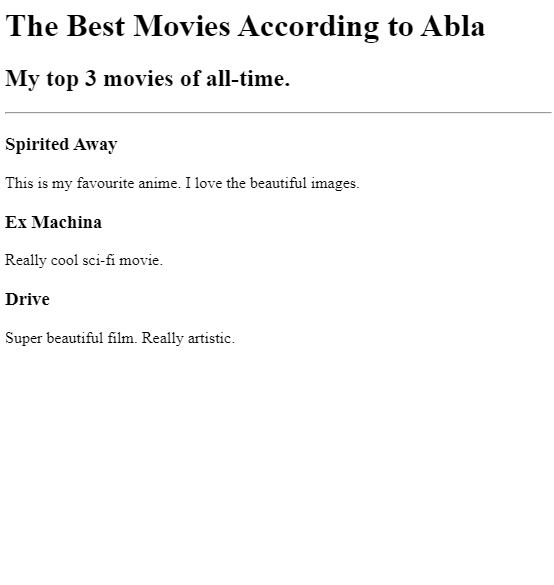 The Best Movies According to Abla
My top 3 movies of all-time.
Spirited Away
This is my favourite anime. I love the beautiful images.
Ex Machina
Really cool sci-fi movie.
Drive
Super beautiful film. Really artistic.